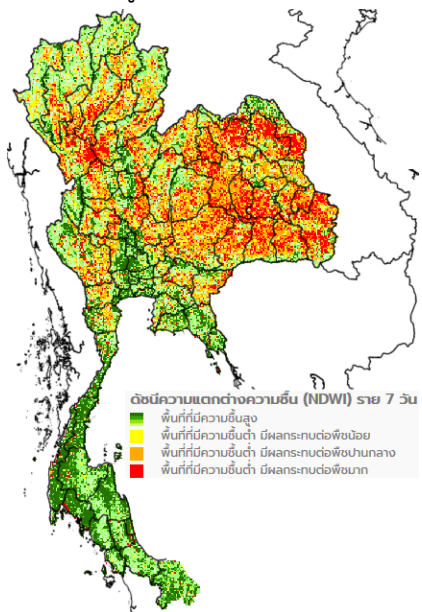 ดัชนีความแตกต่างความชื้น (NDWI) ราย 7 วัน
พื้นที่ที่มีความชื้นสูง
พื้นที่ที่มีความชื้นต่ำ มีผลกระทบต่อพืชน้อย
พื้นที่ที่มีความชื้นต่ำ มีผลกระทบต่อพืชปานกลาง
พื้นที่ที่มีความชื้นต่ำ มีผลกระทบต่อพืชมาก